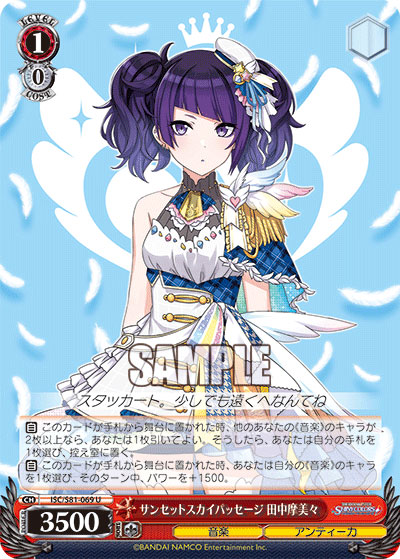 LEVEL
1
0
COST
SAMPLE
スタッカート。少しでも遠くへなんてね
自 このカードが手札から舞台に置かれた時、他のあなたの《音楽》のキャラが
2枚以上なら、あなたは1枚引いてよい。そうしたら、あなたは自分の手札を
1枚選び、控え室に置く。
自 このカードが手札から舞台に置かれた時、あなたは自分の《音楽》のキャラを
1枚選び、そのターン中、パワーを+1500。
CH ISC/S81-069 U
POWER
3500
サンセットスカイパッセージ 田中摩美々
音楽
アンティーカ
SHINYCOLORS
©BANDAI NAMCO Entertainment Inc.